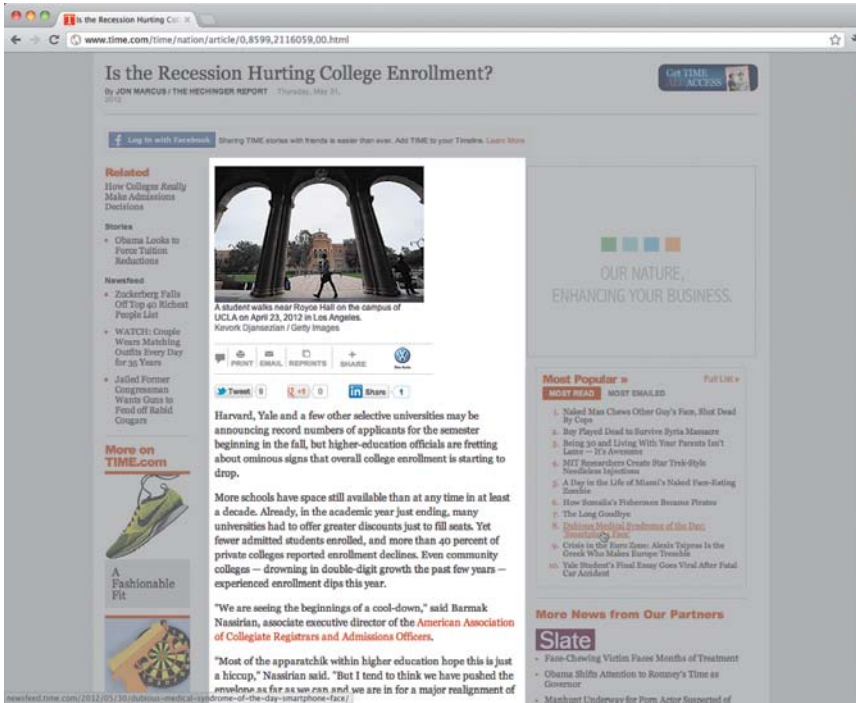 Is the Recession Hurting Col
www.time.com/time/nation/article/0,8599,2116059,00.html
Is the Recession Hurting College Enrollment?
By JON MARCUS / THE HECHINGER REPORT Thursday, May 31,
2012
Get TIME
ALL ACCESS
f Log In with Facebook Sharing TIME stories with friends is easier than ever. Add TIME to your Timeline. Learn More
Related
How Colleges Really
Make Admissions
Decisions
Stories
• Obama Looks to
Force Tuition
Reductions
Newsfeed
• Zuckerberg Falls
Off Top 40 Richest
People List
• WATCH: Couple
Wears Matching
Outfits Every Day
for 35 Years
• Jailed Former
Congressman
Wants Guns to
Fend off Rabid
Cougars
More on
TIME.com
A
Fashionable
Fit
A student walks near Royce Hall on the campus of
UCLA on April 23, 2012 in Los Angeles.
Kevork Djansezian / Getty Images
PRINT EMAIL REPRINTS SHARE
Tweet 6 +1 0 in Share 1
Harvard, Yale and a few other selective universities may be
announcing record numbers of applicants for the semester
beginning in the fall, but higher-education officials are fretting
about ominous signs that overall college enrollment is starting to
drop.
More schools have space still available than at any time in at least
a decade. Already, in the academic year just ending, many
universities had to offer greater discounts just to fill seats. Yet
fewer admitted students enrolled, and more than 40 percent of
private colleges reported enrollment declines. Even community
colleges — drowning in double-digit growth the past few years —
experienced enrollment dips this year.
"We are seeing the beginnings of a cool-down," said Barmak
Nassirian, associate executive director of the American Association
of Collegiate Registrars and Admissions Officers.
"Most of the apparatchik within higher education hope this is just
a hiccup," Nassirian said. "But I tend to think we have pushed the
envelope as far as we can and we are in for a major realignment of
OUR NATURE,
ENHANCING YOUR BUSINESS.
Most Popular » Full List »
MOST READ MOST EMAILED
1. Naked Man Chews Other Guy's Face, Shot Dead
By Cops
2. Boy Played Dead to Survive Syria Massacre
3. Being 30 and Living With Your Parents Isn't
Lame — It's Awesome
4. MIT Researchers Create Star Trek-Style
Needleless Injections
5. A Day in the Life of Miami's Naked Face-Eating
Zombie
6. How Somalia's Fishermen Became Pirates
7. The Long Goodbye
8. Dubious Medical Syndrome of the Day:
'Smartphone Face'
9. Crisis in the Euro Zone: Alexis Tsipras Is the
Greek Who Makes Europe Tremble
10. Yale Student's Final Essay Goes Viral After Fatal
Car Accident
More News from Our Partners
Slate
• Face-Chewing Victim Faces Months of Treatment
• Obama Shifts Attention to Romney's Time as
Governor
• Manhunt Underway for Porn Actor Suspected of
newsfeed.time.com/2012/05/30/dubious-medical-syndrome-of-the-day-smartphone-face/